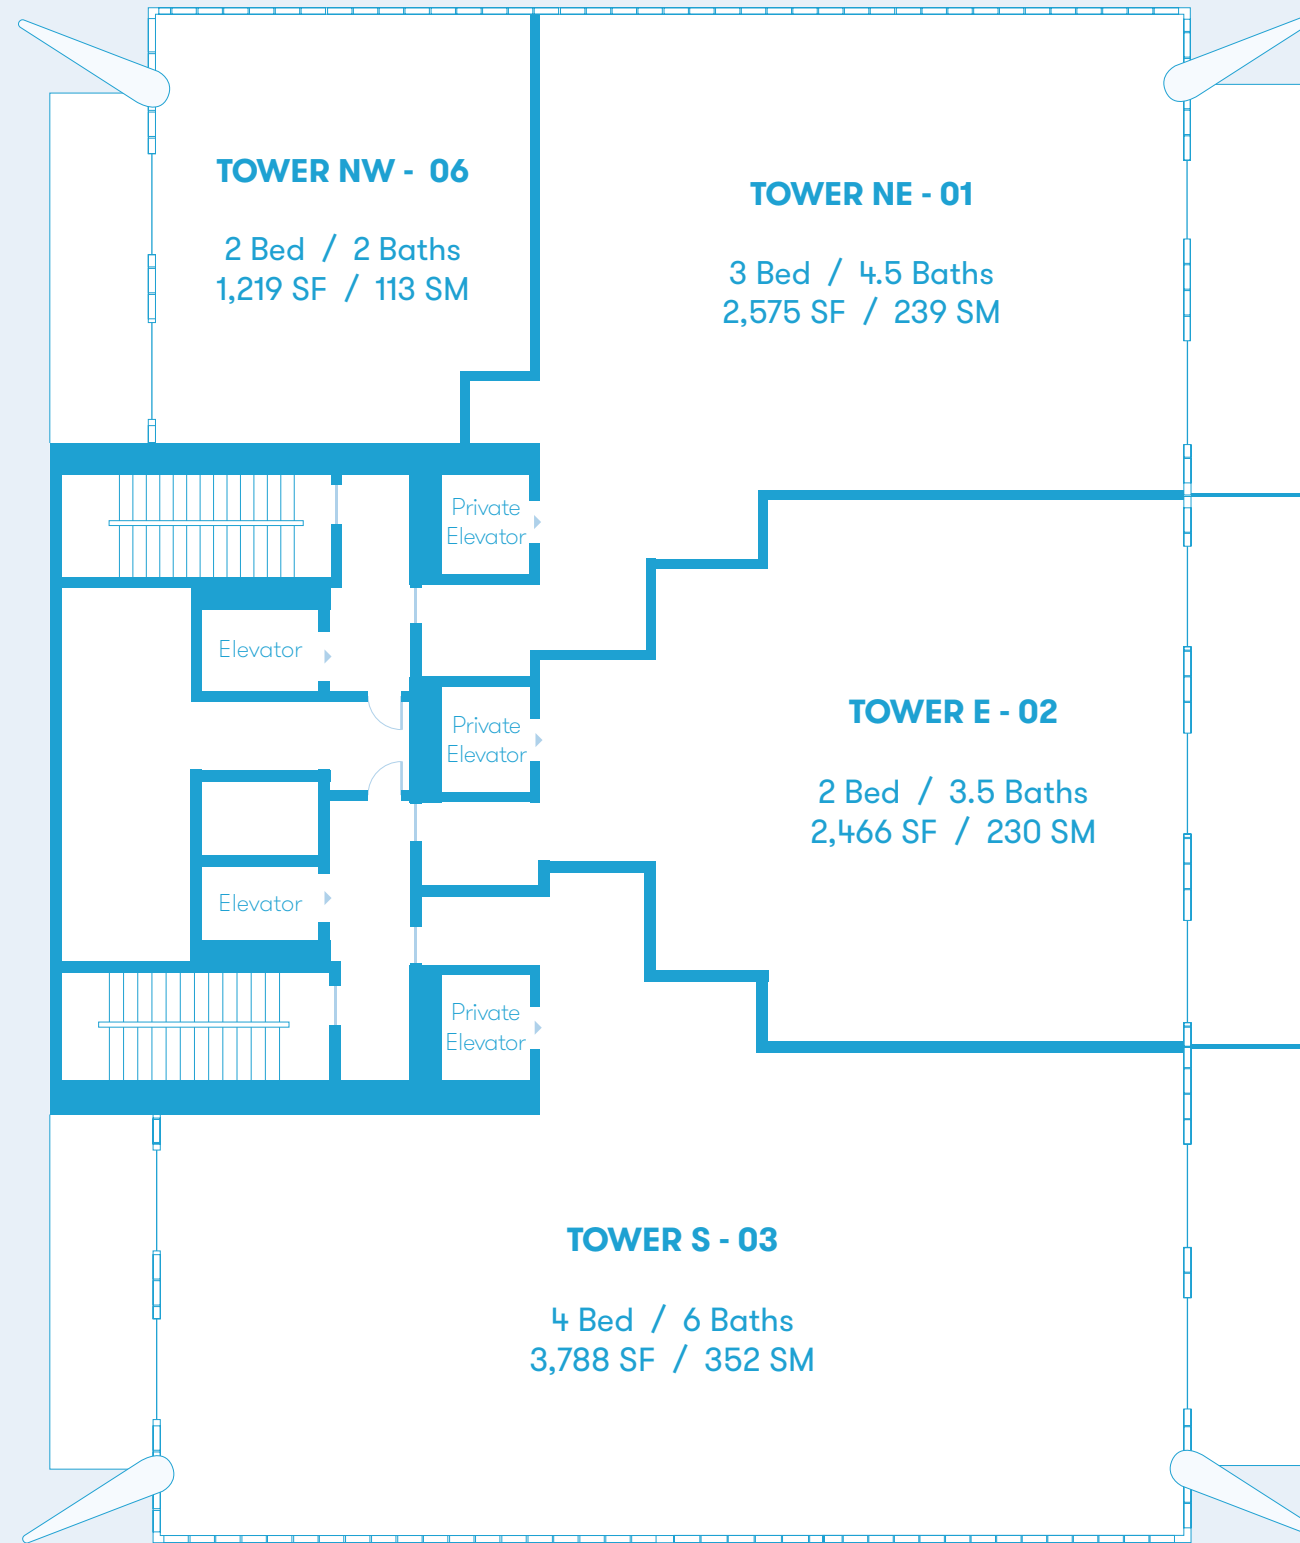 TOWER NW - 06
2 Bed / 2 Baths
1,219 SF / 113 SM
TOWER NE - 01
3 Bed / 4.5 Baths
2,575 SF / 239 SM
Private
Elevator
Elevator
Private
Elevator
TOWER E - 02
2 Bed / 3.5 Baths
2,466 SF / 230 SM
Elevator
Private
Elevator
TOWER S - 03
4 Bed / 6 Baths
3,788 SF / 352 SM